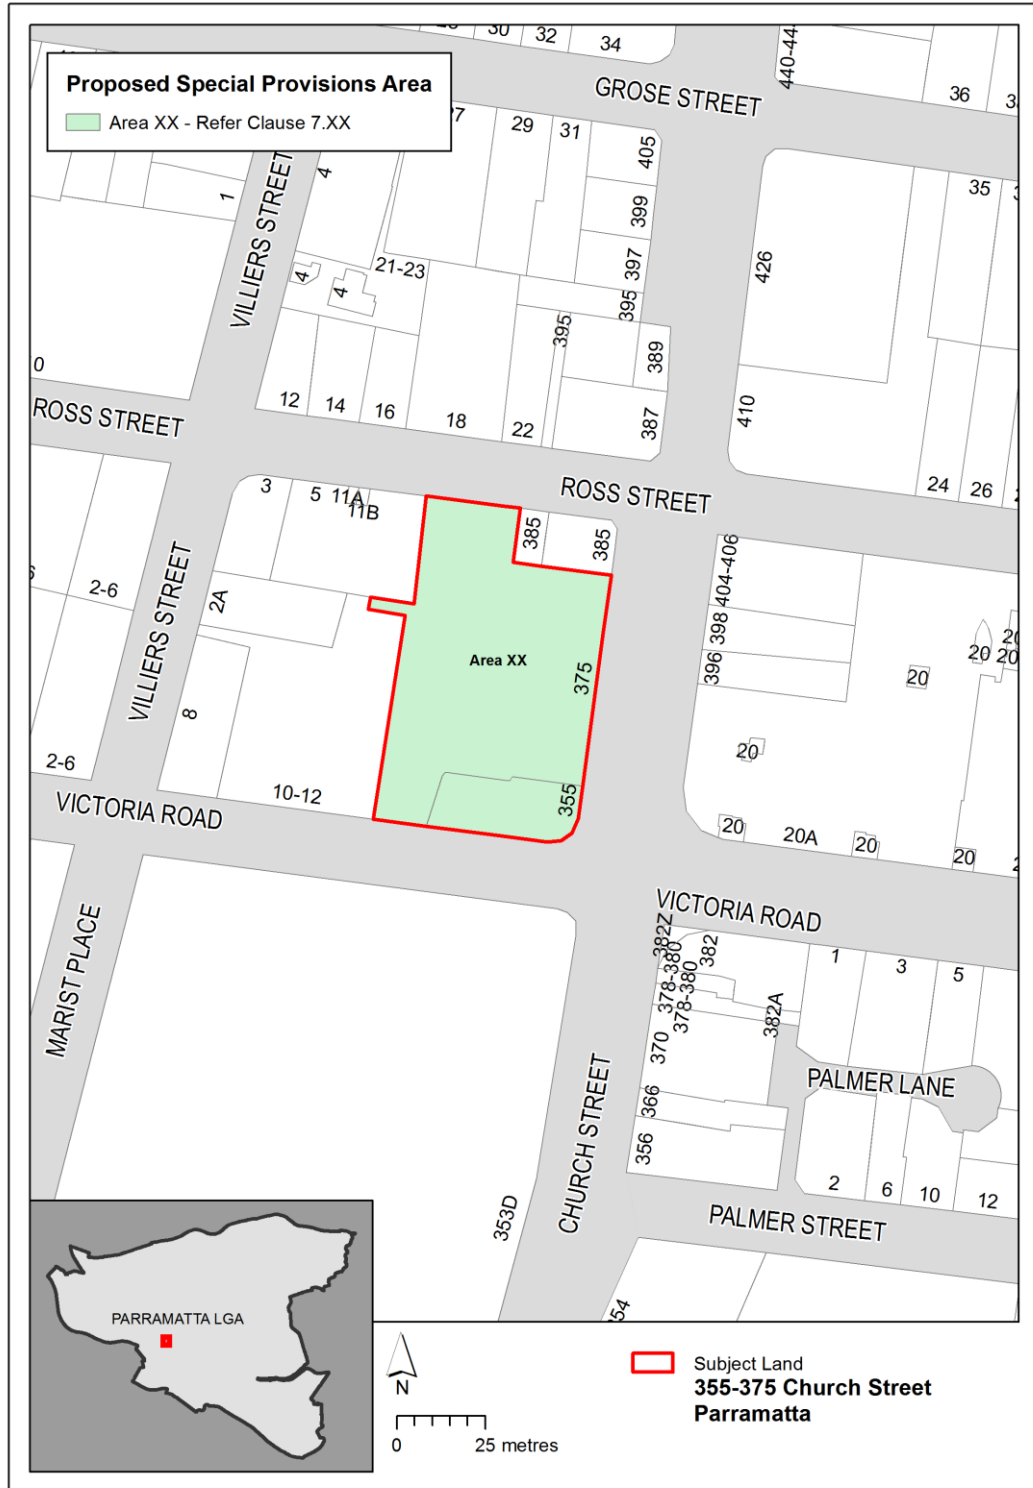 Proposed Special Provisions Area
Area XX - Refer Clause 7.XX
30
32
34
440-444
36
GROSE STREET
27
29
31
405
35
1
VILLIERS STREET
4
399
397
426
21-23
4
4
395
395
389
0
12
14
16
18
22
387
410
ROSS STREET
24
26
3
5
11A
11B
ROSS STREET
385
385
404-406
2-6
2A
398
20
20
20
396
20
Area XX
375
VILLIERS STREET
8
20
2-6
10-12
355
VICTORIA ROAD
20
20A
20
20
VICTORIA ROAD
MARIST PLACE
382Z
382
378-380
378-380
1
3
5
382A
370
PALMER LANE
366
356
2
6
10
12
CHURCH STREET
353D
PALMER STREET
PARRAMATTA LGA
N
0
25 metres
Subject Land
355-375 Church Street
Parramatta